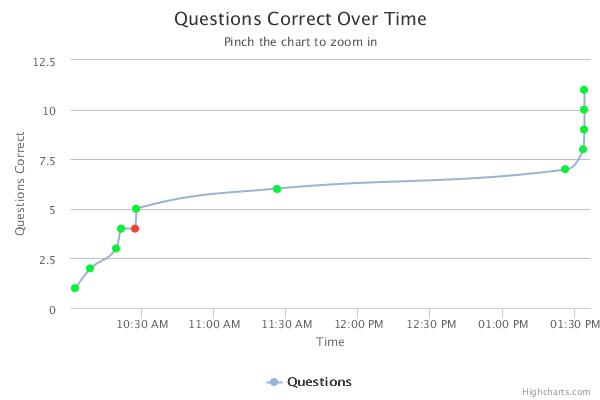 Questions Correct Over Time
Pinch the chart to zoom in
Questions Correct
12.5
10
7.5
5
2.5
0
10:30 AM 11:00 AM 11:30 AM 12:00 PM 12:30 PM 01:00 PM 01:30 PM
Time
Questions
Highcharts.com